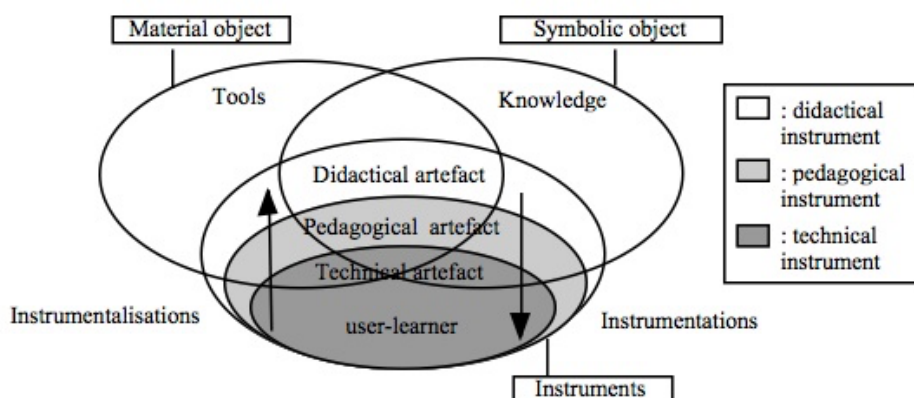 Material object
Symbolic object
Tools
Knowledge
: didactical
instrument
: pedagogical
instrument
: technical
instrument
Didactical artefact
Pedagogical artefact
Technical artefact
user-learner
Instrumentalisations
Instrumentations
Instruments